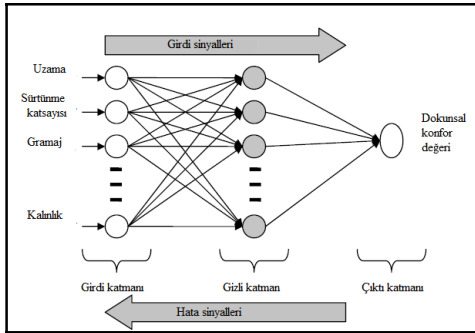 Girdi sinyalleri
Uzama
Sürtünme
katsayısı
Gramaj
Kalınlık
Dokunsal
konfor
değeri
Girdi katmanı
Gizli katman
Çıktı katmanı
Hata sinyalleri